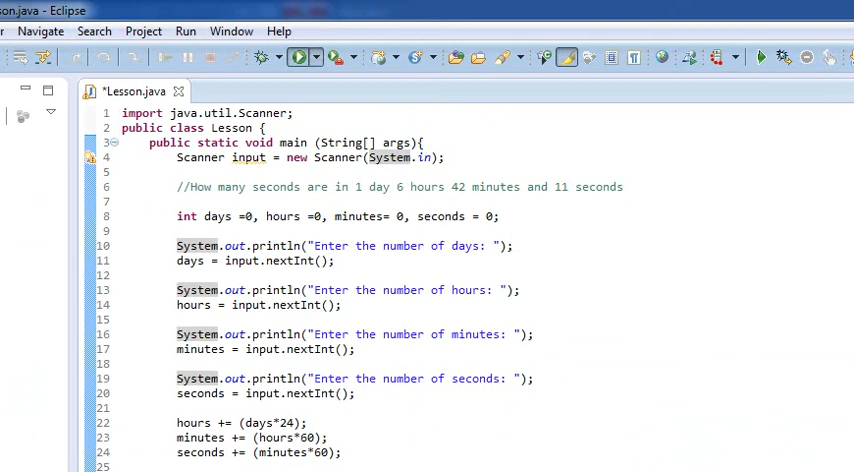 son.java - Eclipse
r Navigate Search Project Run Window Help
*Lesson.java
1 import java.util.Scanner;
2 public class Lesson {
3 public static void main (String[] args){
4 Scanner input = new Scanner(System.in);
5
6 //How many seconds are in 1 day 6 hours 42 minutes and 11 seconds
7
8 int days =0, hours =0, minutes= 0, seconds = 0;
9
10 System.out.println("Enter the number of days: ");
11 days = input.nextInt();
12
13 System.out.println("Enter the number of hours: ");
14 hours = input.nextInt();
15
16 System.out.println("Enter the number of minutes: ");
17 minutes = input.nextInt();
18
19 System.out.println("Enter the number of seconds: ");
20 seconds = input.nextInt();
21
22 hours += (days*24);
23 minutes += (hours*60);
24 seconds += (minutes*60);
25